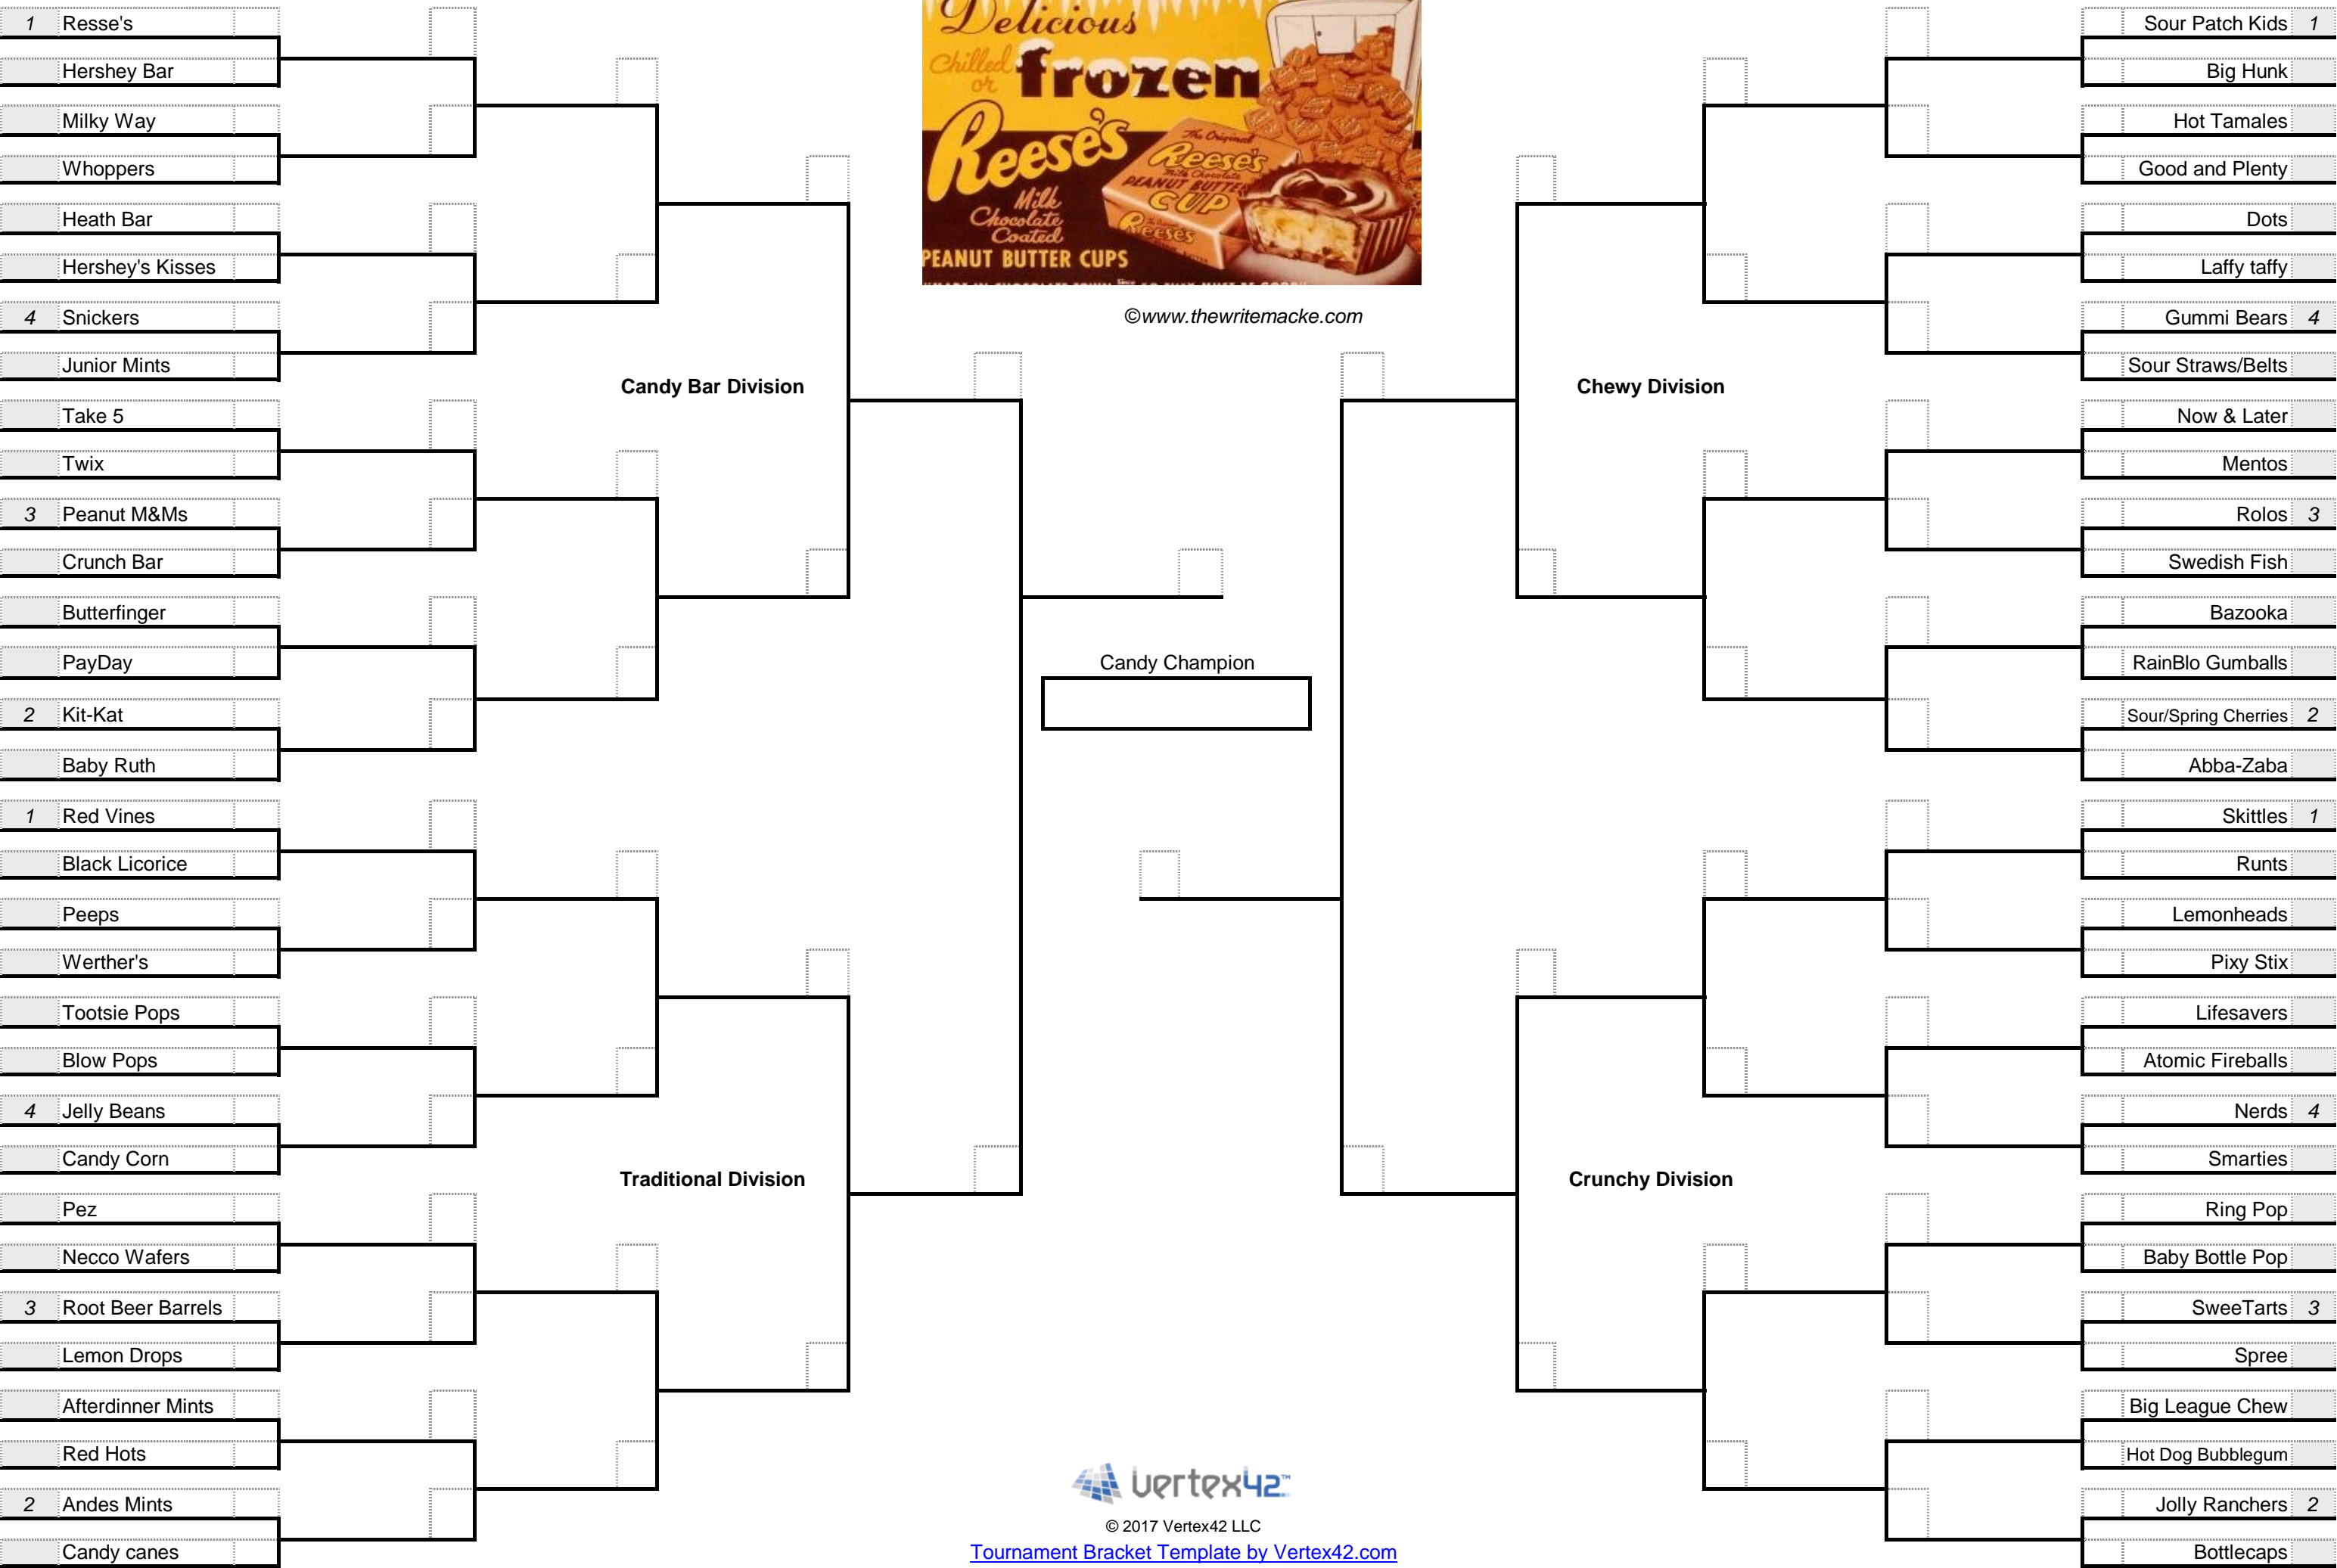 1 Resse's
Hershey Bar
Milky Way
Whoppers
Heath Bar
Hershey's Kisses
4 Snickers
Junior Mints
Take 5
Twix
3 Peanut M&Ms
Crunch Bar
Butterfinger
PayDay
2 Kit-Kat
Baby Ruth
Candy Bar Division
1 Red Vines
Black Licorice
Peeps
Werther's
Tootsie Pops
Blow Pops
4 Jelly Beans
Candy Corn
Pez
Necco Wafers
3 Root Beer Barrels
Lemon Drops
Afterdinner Mints
Red Hots
2 Andes Mints
Candy canes
Traditional Division
Delicious
Chilled
or
frozen
Reese's
Milk
Chocolate
Coated
PEANUT BUTTER CUPS
The Original
Reese's
Milk Chocolate
PEANUT BUTTER
CUP
Reeses
©www.thewritemacke.com
Candy Champion
Sour Patch Kids 1
Big Hunk
Hot Tamales
Good and Plenty
Dots
Laffy taffy
Gummi Bears 4
Sour Straws/Belts
Now & Later
Mentos
Rolos 3
Swedish Fish
Bazooka
RainBlo Gumballs
Sour/Spring Cherries 2
Abba-Zaba
Chewy Division
Skittles 1
Runts
Lemonheads
Pixy Stix
Lifesavers
Atomic Fireballs
Nerds 4
Smarties
Ring Pop
Baby Bottle Pop
SweeTarts 3
Spree
Big League Chew
Hot Dog Bubblegum
Jolly Ranchers 2
Bottlecaps
Crunchy Division
vertex42™
© 2017 Vertex42 LLC
Tournament Bracket Template by Vertex42.com